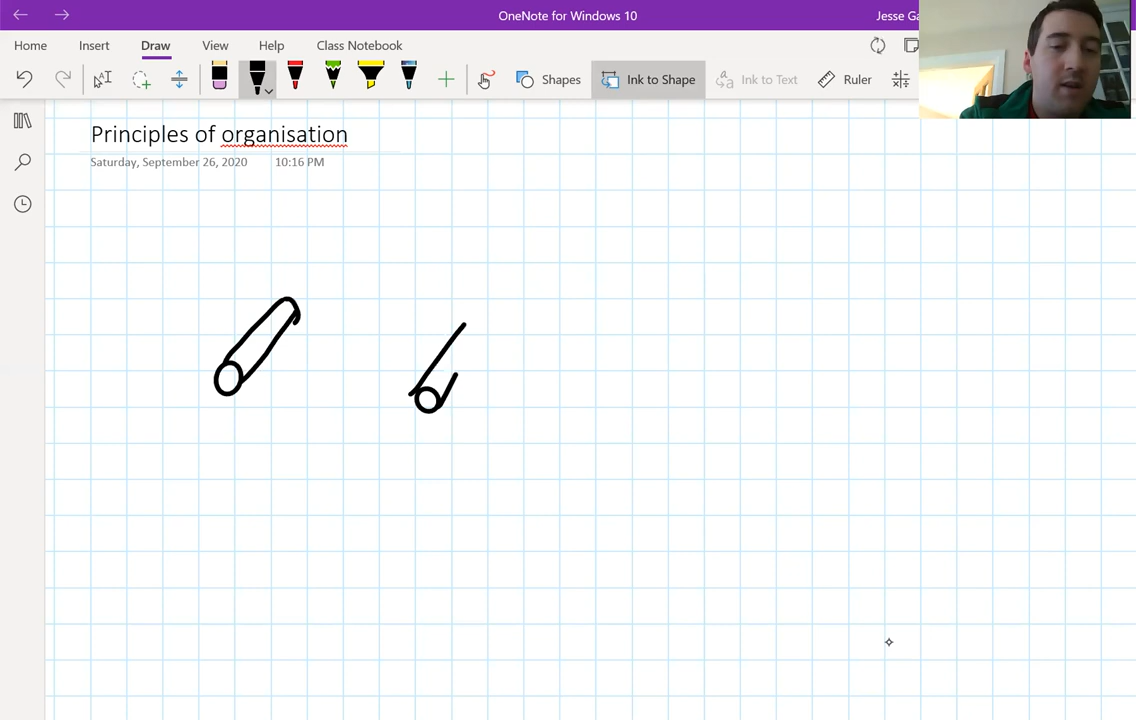 OneNote for Windows 10
Jesse Ga
Home Insert Draw View Help Class Notebook
Shapes Ink to Shape Ink to Text Ruler
Principles of organisation
Saturday, September 26, 2020 10:16 PM